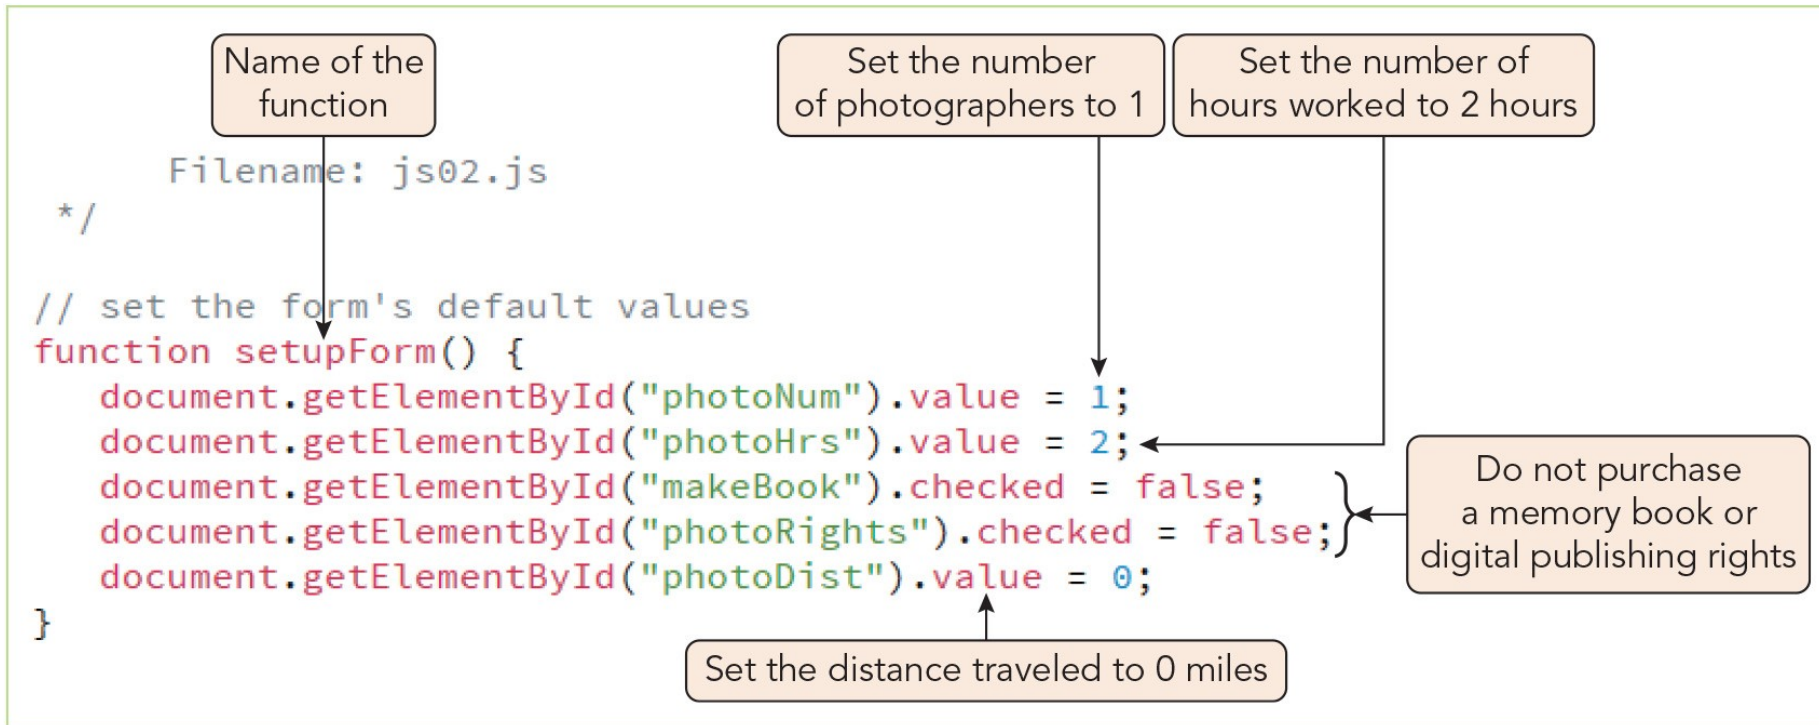 Name of the
function
Set the number
of photographers to 1
Set the number of
hours worked to 2 hours
Filename: js02.js
*/
// set the form's default values
function setupForm() {
document.getElementById("photoNum").value = 1;
document.getElementById("photoHrs").value = 2;
document.getElementById("makeBook").checked = false;
document.getElementById("photoRights").checked = false;
document.getElementById("photoDist").value = 0;
}
Do not purchase
a memory book or
digital publishing rights
Set the distance traveled to 0 miles